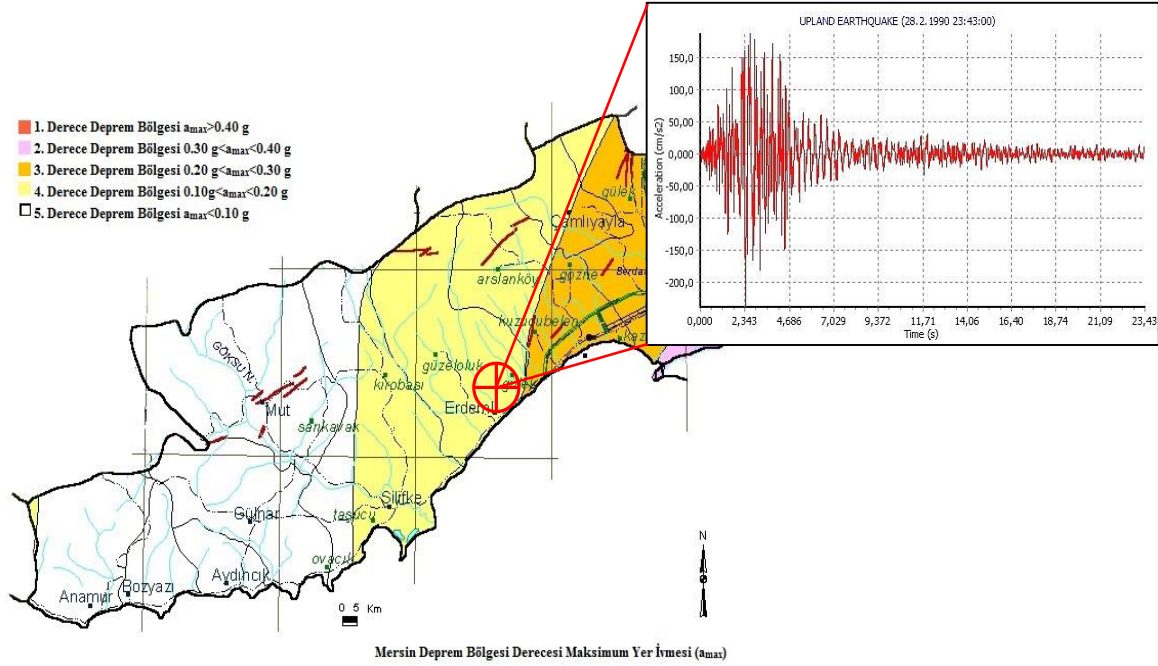 UPLAND EARTHQUAKE (28.2.1990 23:43:00)
150,0
100,0
50,00
0,000
-50,00
-100,0
-150,0
-200,0
Acceleration (cm/s2)
0,000 2,343 4,686 7,029 9,372 11,71 14,06 16,40 18,74 21,09 23,43
Time (s)
1. Derece Deprem Bölgesi amax>0.40 g
2. Derece Deprem Bölgesi 0.30 g<amax<0.40 g
3. Derece Deprem Bölgesi 0.20 g<amax<0.30 g
4. Derece Deprem Bölgesi 0.10g<amax<0.20 g
5. Derece Deprem Bölgesi amax<0.10 g
gülek
Çamlıyayla
arslanköy
gözne
Berdan
kuzucubelen
kaz
GÖKSU N.
güzeloluk
kırobası
Erdemli
Mut
sarıkavak
Silifke
taşucu
Gülnar
ovacık
Aydıncık
Bozyazı
Anamur
N
0 5 Km
Mersin Deprem Bölgesi Derecesi Maksimum Yer İvmesi (amax)